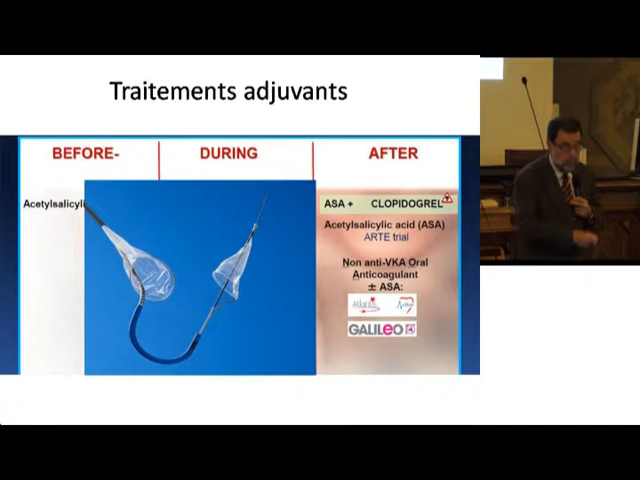 Traitements adjuvants
BEFORE-
DURING
AFTER
Acetylsalicyli
ASA + CLOPIDOGREL
Acetylsalicylic acid (ASA)
ARTE trial
Non anti-VKA Oral
Anticoagulant
± ASA:
GALILEO